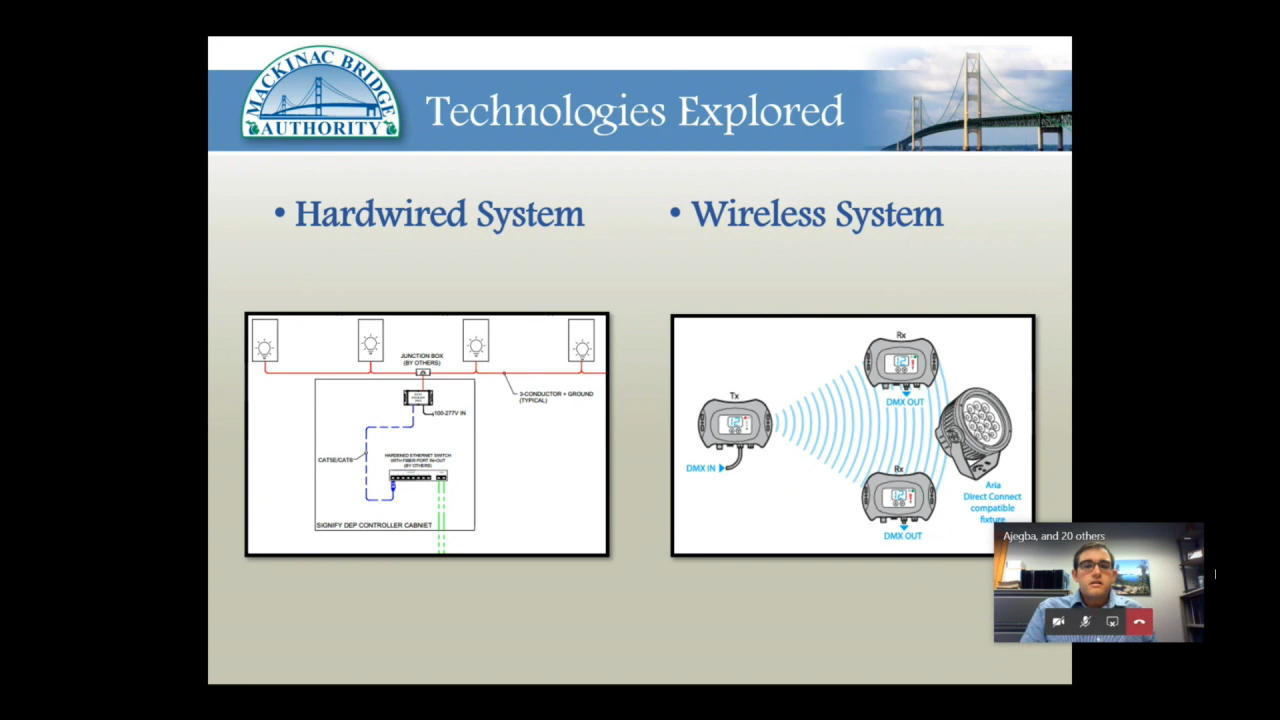 MACKINAC BRIDGE
AUTHORITY
Technologies Explored
• Hardwired System
• Wireless System
JUNCTION BOX
(BY OTHERS)
3-CONDUCTOR + GROUND
(TYPICAL)
100-277V IN
CAT5E/CAT6
HARDENED ETHERNET SWITCH
WITH FIBER PORT IN-OUT
(BY OTHERS)
SIGNIFY DEP CONTROLLER CABNIET
Tx
DMX IN
Rx
DMX OUT
Rx
DMX OUT
Aria
Direct Connect
compatible
fixture
Ajegba, and 20 others